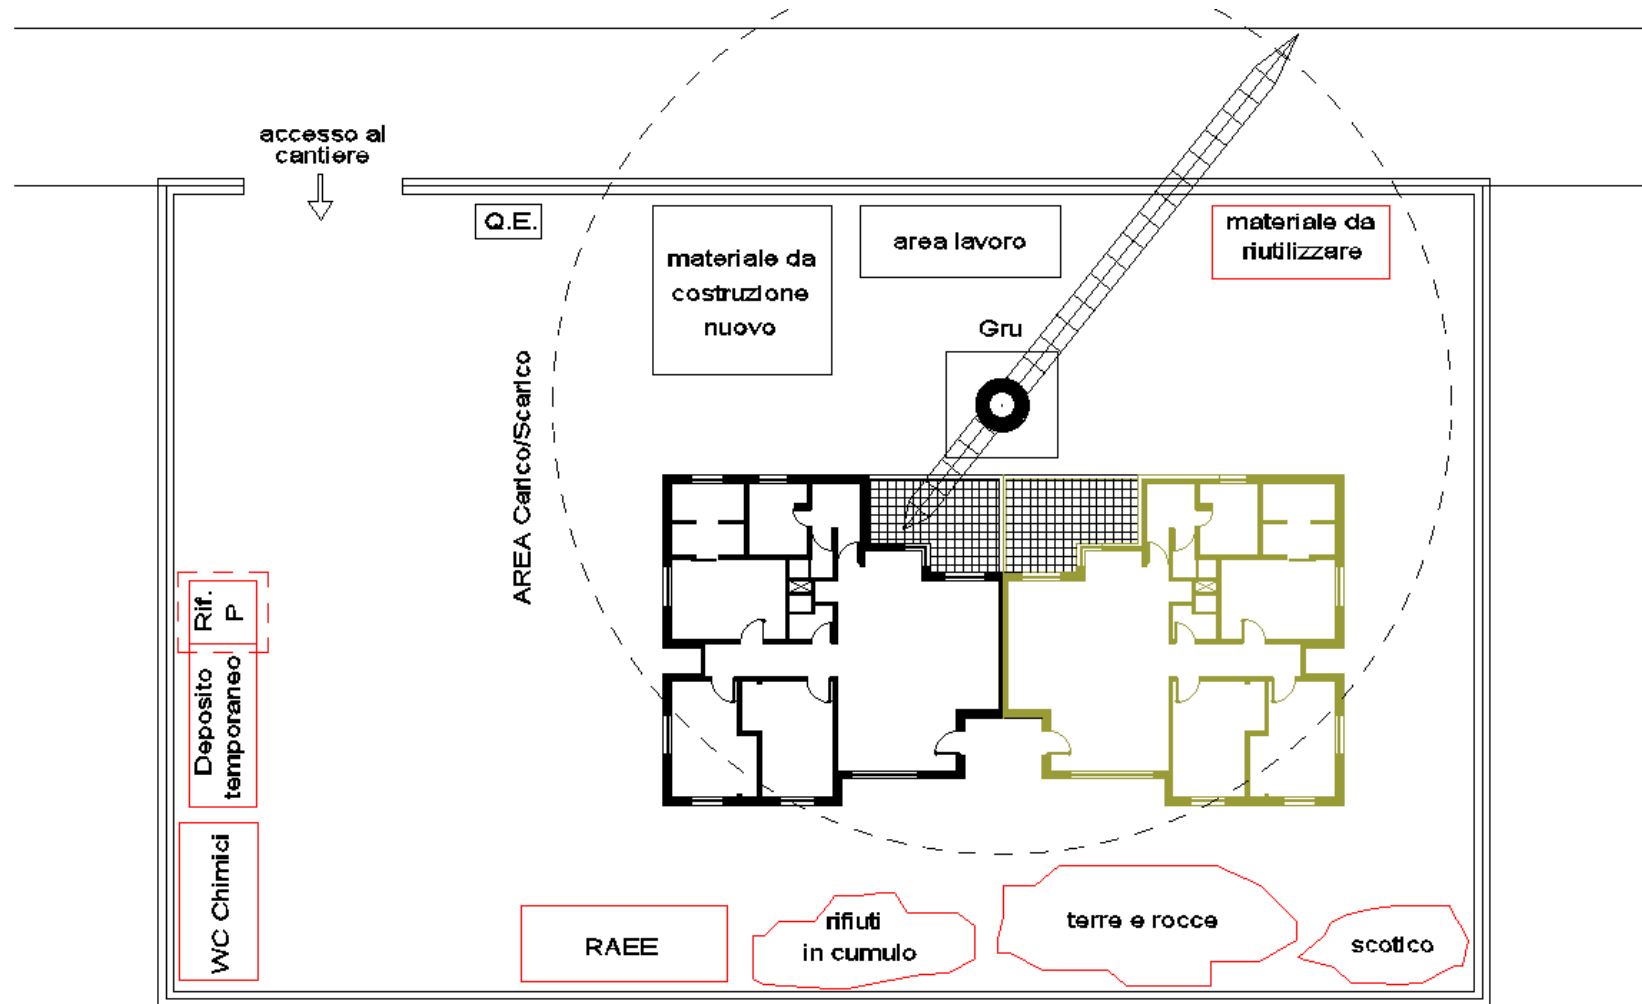 accesso al
cantiere
Q.E.
materiale da
costruzione
nuovo
area lavoro
materiale da
riutilizzare
Gru
AREA Carico/Scarico
Rif.
P
Deposito
temporaneo
WC Chimici
RAEE
rifiuti
in cumulo
terre e rocce
scotico